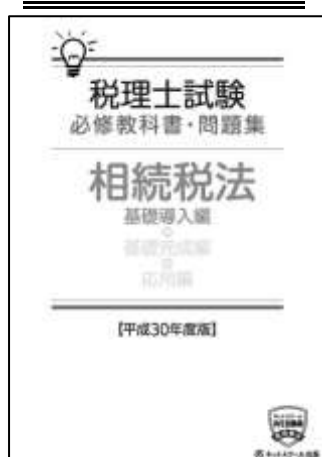 税理士試験
必修教科書・問題集
相続税法
基礎導入編
基礎完成編
応用編
【平成30年度版】